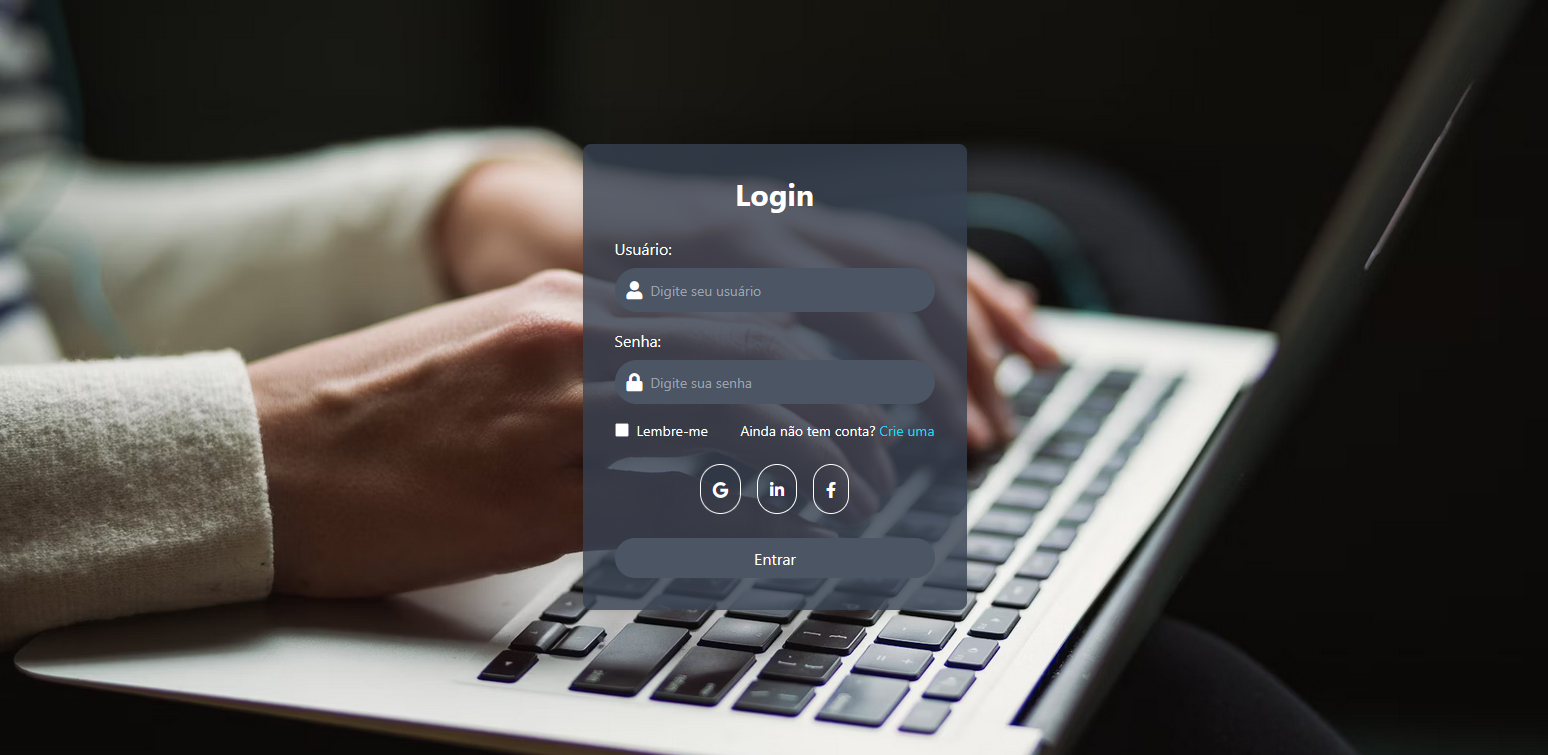 Login
Usuário:
Digite seu usuário
Senha:
Digite sua senha
Lembre-me Ainda não tem conta? Crie uma
G in f
Entrar